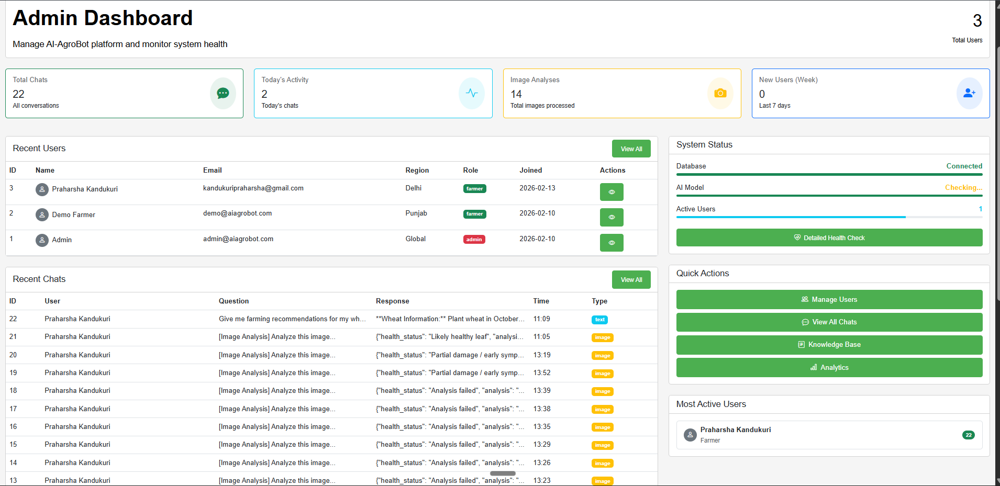 Admin Dashboard
Manage AI-AgroBot platform and monitor system health
3
Total Users
Total Chats
22
All conversations
Today's Activity
2
Today's chats
Image Analyses
14
Total images processed
New Users (Week)
0
Last 7 days
Recent Users
View All
ID Name Email Region Role Joined Actions
3 Praharsha Kandukuri kandukuripraharsha@gmail.com Delhi farmer 2026-02-13
2 Demo Farmer demo@aiagrobot.com Punjab farmer 2026-02-10
1 Admin admin@aiagrobot.com Global admin 2026-02-10
Recent Chats
View All
ID User Question Response Time Type
22 Praharsha Kandukuri Give me farming recommendations for my wh... **Wheat Information:** Plant wheat in October... 11:09 text
21 Praharsha Kandukuri [Image Analysis] Analyze this image... {"health_status": "Likely healthy leaf", "analysi... 11:05 image
20 Praharsha Kandukuri [Image Analysis] Analyze this image... {"health_status": "Partial damage / early symp... 13:19 image
19 Praharsha Kandukuri [Image Analysis] Analyze this image... {"health_status": "Partial damage / early symp... 13:52 image
18 Praharsha Kandukuri [Image Analysis] Analyze this image... {"health_status": "Analysis failed", "analysis": "... 13:39 image
17 Praharsha Kandukuri [Image Analysis] Analyze this image... {"health_status": "Analysis failed", "analysis": "... 13:38 image
16 Praharsha Kandukuri [Image Analysis] Analyze this image... {"health_status": "Analysis failed", "analysis": "... 13:35 image
15 Praharsha Kandukuri [Image Analysis] Analyze this image... {"health_status": "Analysis failed", "analysis": "... 13:29 image
14 Praharsha Kandukuri [Image Analysis] Analyze this image... {"health_status": "Analysis failed", "analysis": "... 13:26 image
13 Praharsha Kandukuri [Image Analysis] Analyze this image... {"health_status": "Analysis failed", "analysis": "... 13:23 image
System Status
Database Connected
AI Model Checking...
Active Users 1
Detailed Health Check
Quick Actions
Manage Users
View All Chats
Knowledge Base
Analytics
Most Active Users
Praharsha Kandukuri
Farmer
22